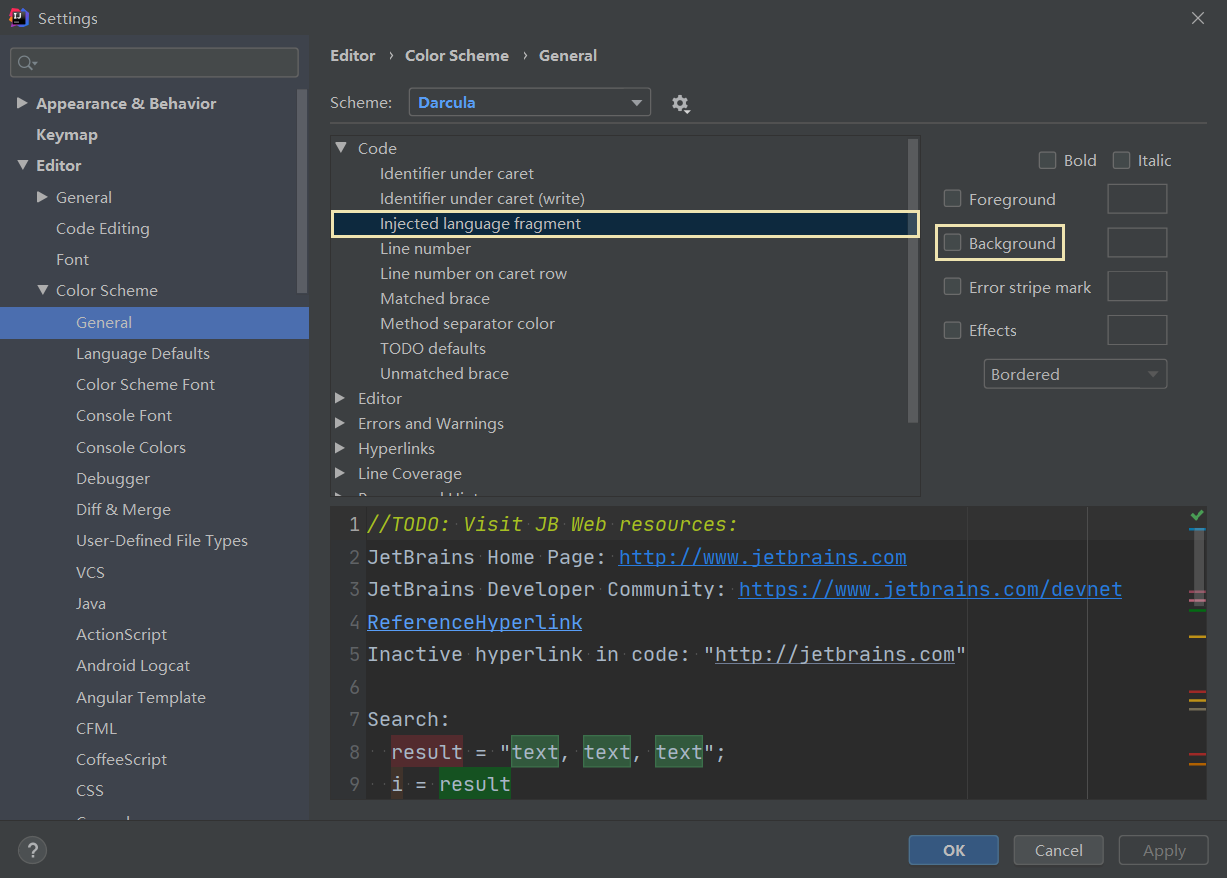 Settings
Appearance & Behavior
Keymap
Editor
General
Code Editing
Font
Color Scheme
General
Language Defaults
Color Scheme Font
Console Font
Console Colors
Debugger
Diff & Merge
User-Defined File Types
VCS
Java
ActionScript
Android Logcat
Angular Template
CFML
CoffeeScript
CSS
Editor › Color Scheme › General
Scheme: Darcula
Code
Identifier under caret
Identifier under caret (write)
Injected language fragment
Line number
Line number on caret row
Matched brace
Method separator color
TODO defaults
Unmatched brace
Editor
Errors and Warnings
Hyperlinks
Line Coverage
Bold Italic
Foreground
Background
Error stripe mark
Effects
Bordered
1 //TODO: Visit JB Web resources:
2 JetBrains Home Page: http://www.jetbrains.com
3 JetBrains Developer Community: https://www.jetbrains.com/devnet
4 ReferenceHyperlink
5 Inactive hyperlink in code: "http://jetbrains.com"
6
7 Search:
8 result = "text, text, text";
9 i = result
? OK Cancel Apply